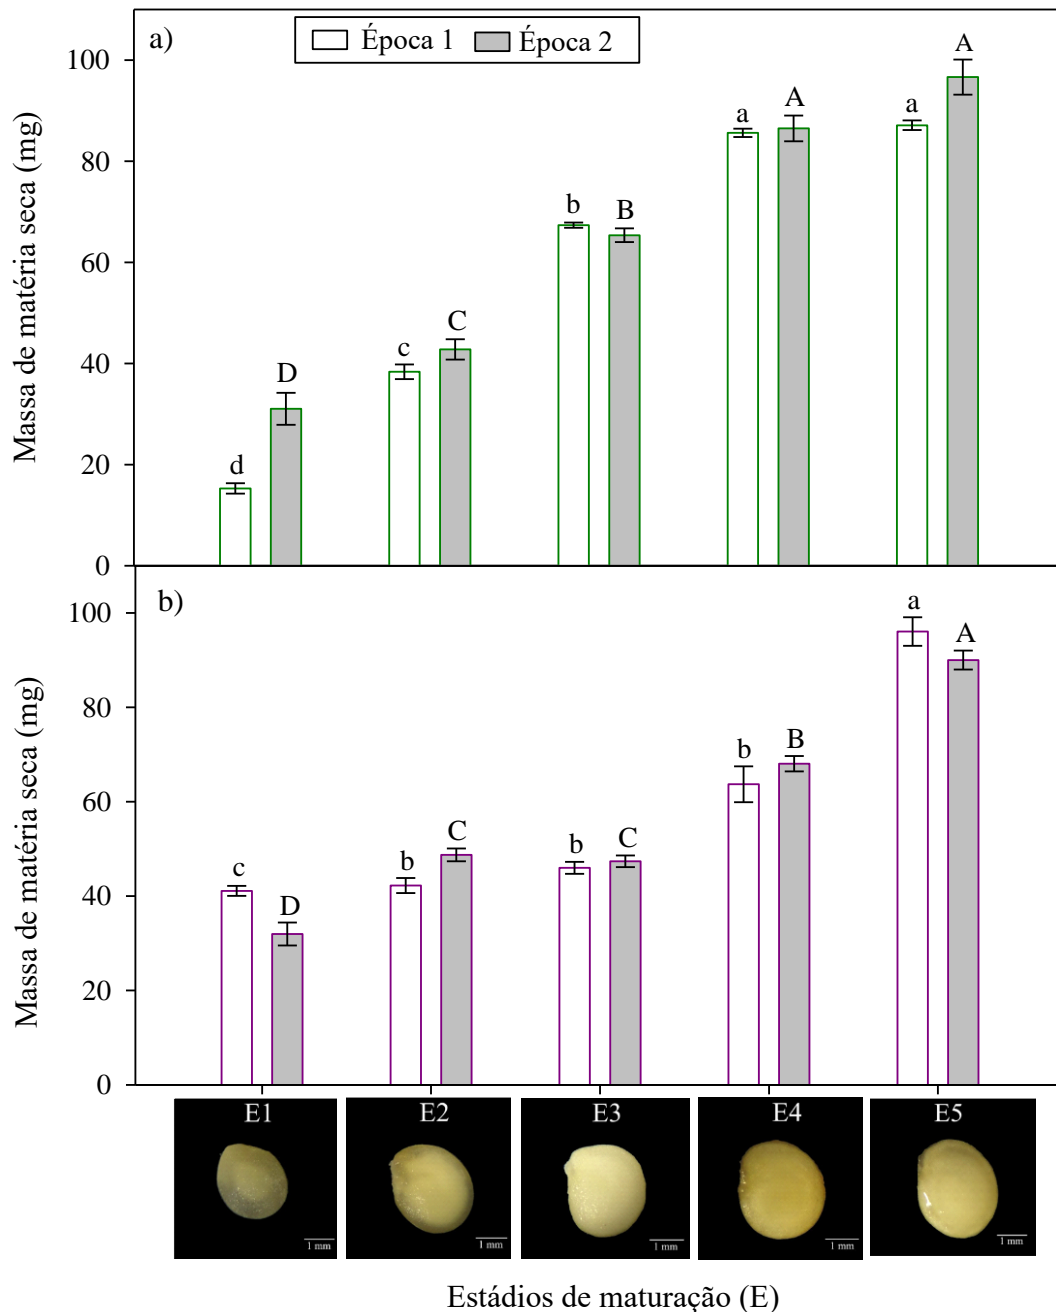 a)
Época 1 Época 2
Massa de matéria seca (mg)
100
80
60
40
20
0
d D c C b B a A a A
b)
Massa de matéria seca (mg)
100
80
60
40
20
0
c D b C b C b B a A
E1 E2 E3 E4 E5
1 mm 1 mm 1 mm 1 mm 1 mm
Estádios de maturação (E)